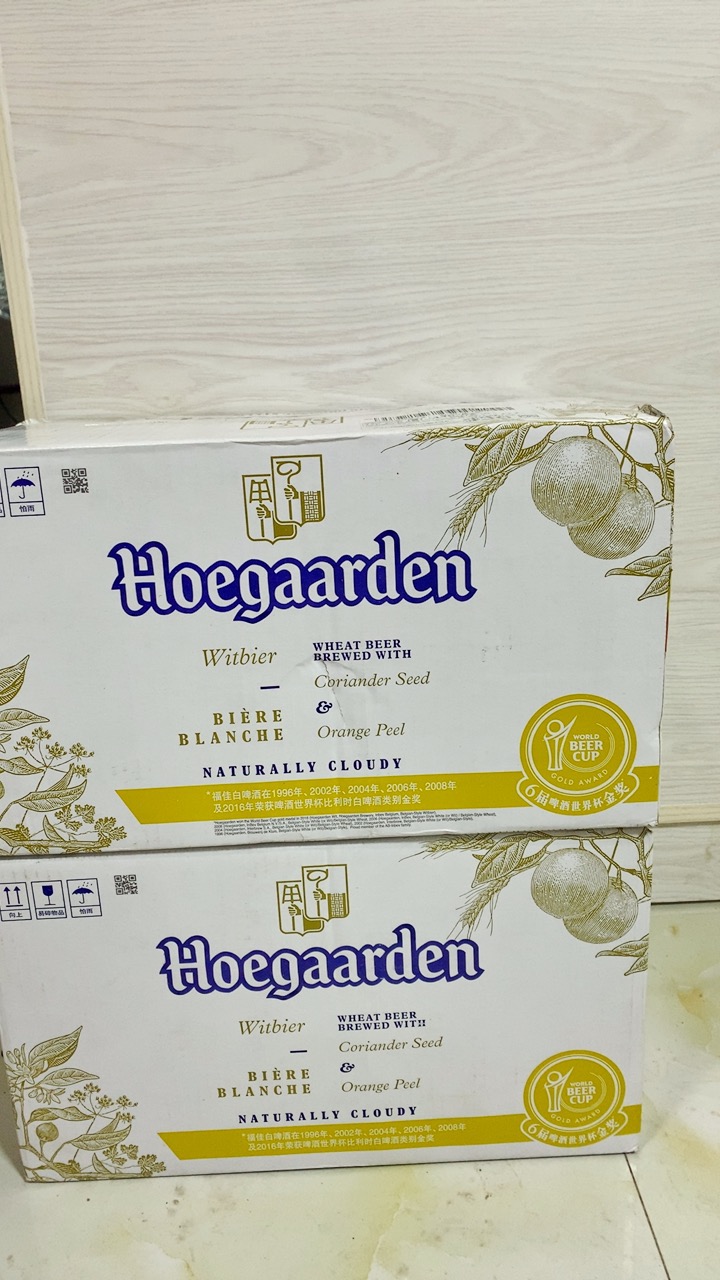 怕雨
Hoegaarden
Witbier
WHEAT BEER
BREWED WITH
Coriander Seed
&
BIÈRE
BLANCHE
Orange Peel
NATURALLY CLOUDY
WORLD
BEER
CUP
GOLD AWARD
6届啤酒世界杯金奖
*福佳白啤酒在1996年、2002年、2004年、2006年、2008年
及2016年荣获啤酒世界杯比利时白啤酒类别金奖
向上
易碎物品
怕雨
Hoegaarden
Witbier
WHEAT BEER
BREWED WITH
Coriander Seed
&
BIÈRE
BLANCHE
Orange Peel
NATURALLY CLOUDY
WORLD
BEER
CUP
GOLD AWARD
6届啤酒世界杯金奖
*福佳白啤酒在1996年、2002年、2004年、2006年、2008年
及2016年荣获啤酒世界杯比利时白啤酒类别金奖